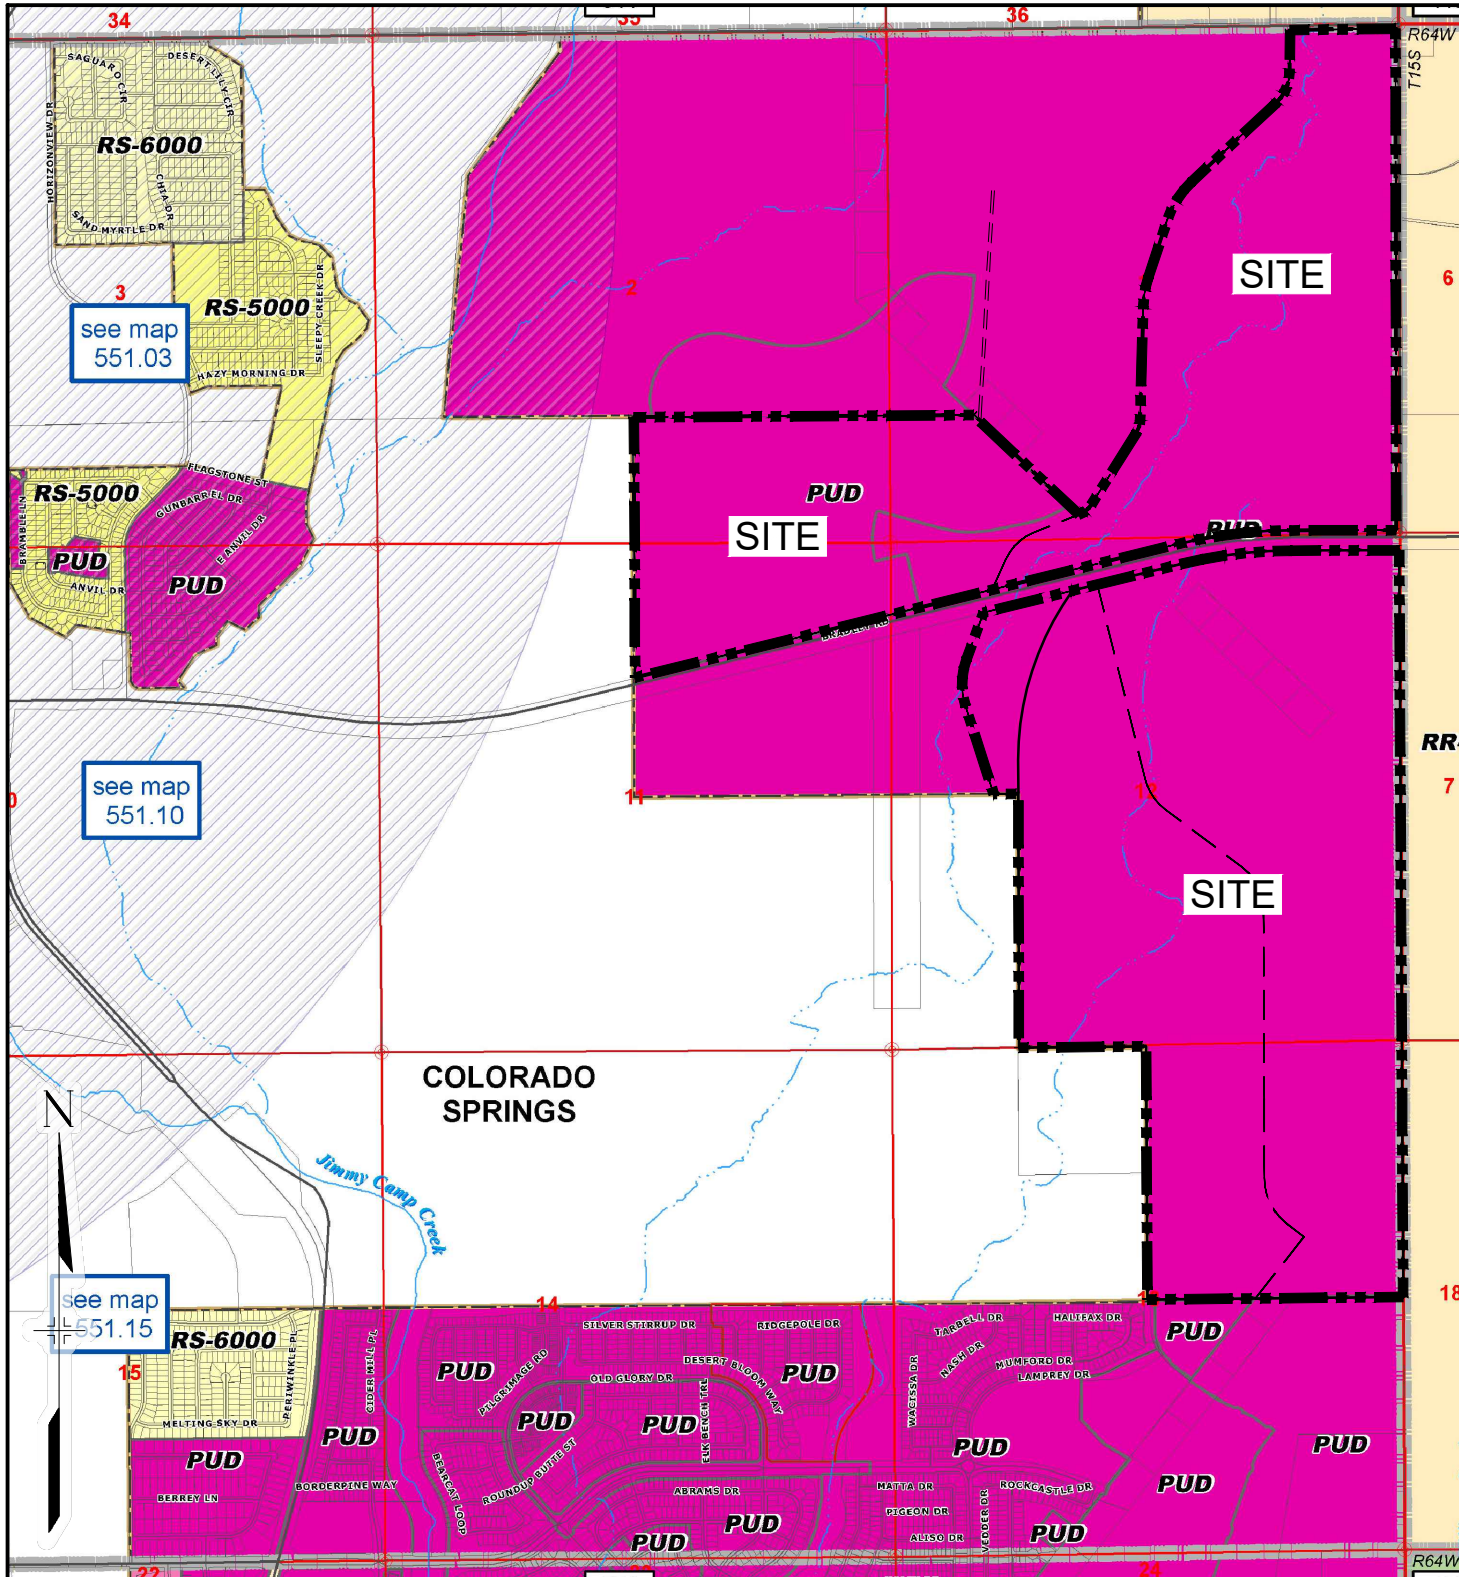 34
36
R64W
T15S
SAGUARO CIR
DESERT LILY CIR
HORIZONVIEW DR
RS-6000
CHIA DR
SAND MYRTLE DR
3
2
SITE
6
RS-5000
SLEEPY CREEK DR
see map
551.03
HAZY MORNING DR
FLAGSTONE ST
RS-5000
GUNBARREL DR
PUD
BRAMBLE LN
E ANVIL DR
SITE
PUD
PUD
PUD
ANVIL DR
BRADLEY RD
RR-
see map
551.10
11
12
7
SITE
COLORADO
SPRINGS
N
Jimmy Camp Creek
see map
551.15
14
18
RS-6000
PERIWINKLE PL
CIDER MILL PL
SILVER STIRRUP DR
RIDGEPOLE DR
TARBELL DR
HALIFAX DR
PUD
15
PUD
PILGRIMAGE RD
DESERT BLOOM WAY
PUD
NASH DR
MUMFORD DR
LAMPREY DR
OLD GLORY DR
WACISSA DR
MELTING SKY DR
PUD
PUD
PUD
ELK BENCH TRL
PUD
PUD
PUD
BEARCAT LOOP
ROUNDUP BUTTE ST
BORDERPINE WAY
BERREY LN
ABRAMS DR
MATTA DR
ROCKCASTLE DR
PUD
PIGEON DR
VEDDER DR
PUD
PUD
ALISO DR
PUD
22
24
R64W